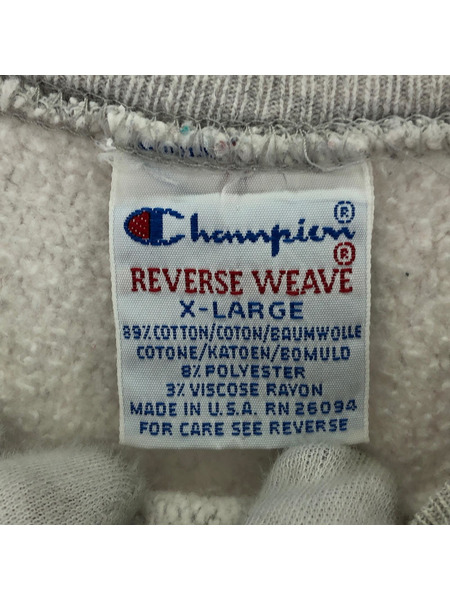 Champion®
REVERSE WEAVE®
X-LARGE
89% COTTON/COTON/BAUMWOLLE
COTONE/KATOEN/BOMULD
8% POLYESTER
3% VISCOSE RAYON
MADE IN U.S.A. RN 26094
FOR CARE SEE REVERSE